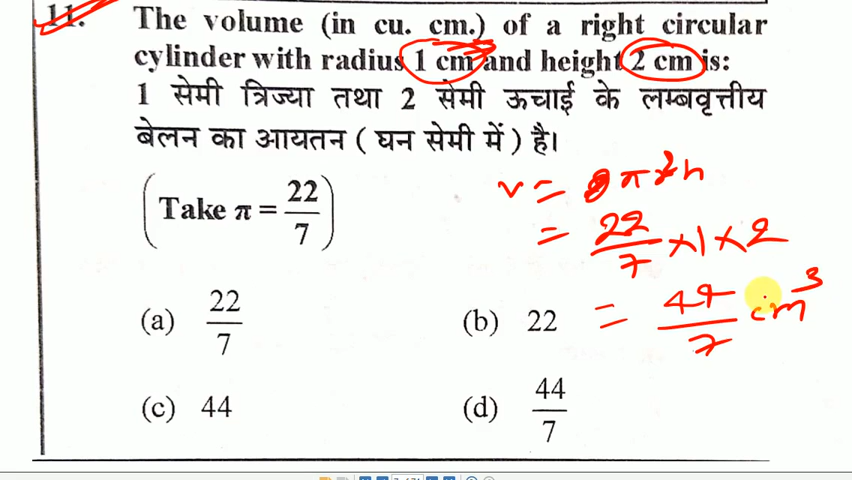 11. The volume (in cu. cm.) of a right circular
cylinder with radius 1 cm and height 2 cm is:
1 सेमी त्रिज्या तथा 2 सेमी ऊचाई के लम्बवृत्तीय
बेलन का आयतन ( घन सेमी में ) है।
(Take π = 22/7)
v = πr²h
= 22/7 × 1 × 2
= 44/7 cm³
(a) 22/7
(b) 22
(c) 44
(d) 44/7